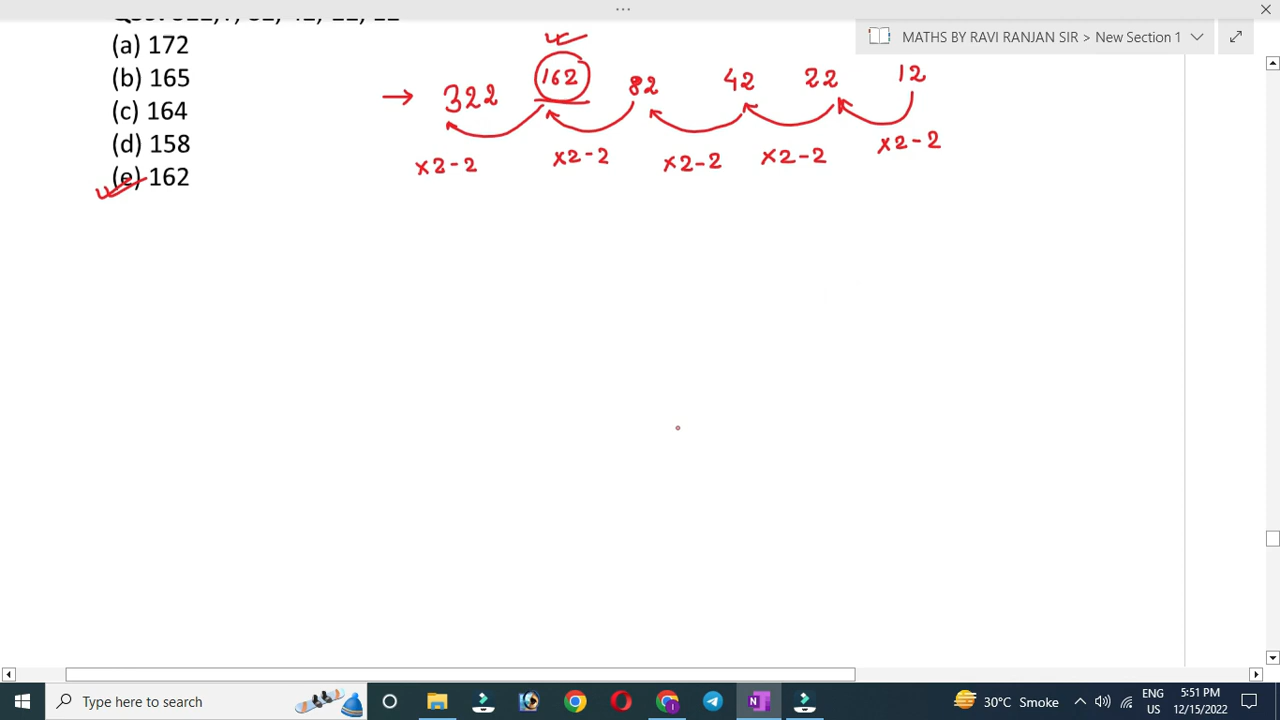 (a) 172
(b) 165
(c) 164
(d) 158
(e) 162
→ 322 162 82 42 22 12
×2-2 ×2-2 ×2-2 ×2-2 ×2-2
MATHS BY RAVI RANJAN SIR > New Section 1
Type here to search
30°C Smoke
ENG
US
5:51 PM
12/15/2022